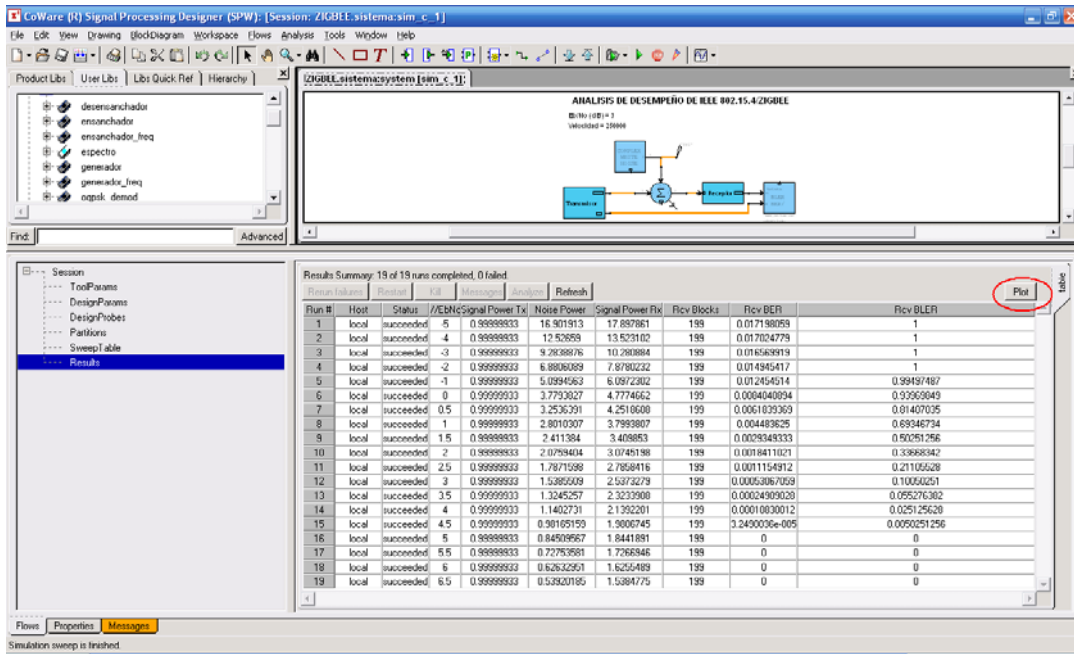 CoWare (R) Signal Processing Designer (SPW): [Session: ZIGBEE.sistema:sim_c_1]
File Edit View Drawing BlockDiagram Workspace Flows Analysis Tools Window Help
Product Libs User Libs Libs Quick Ref Hierarchy
desensanchador
ensanchador
ensanchador_freq
espectro
generador
generador_freq
oqpsk_demod
Find: Advanced
ZIGBEE.sistema:system [sim_c_1]:
ANALISIS DE DESEMPEÑO DE IEEE 802.15.4/ZIGBEE
Eb/No (dB) = 3
Velocidad = 250000
Transmisor
Σ
Receptor
Session
ToolParams
DesignParams
DesignProbes
Partitions
SweepTable
Results
Results Summary: 19 of 19 runs completed, 0 failed.
Rerun failures Restart Kill Messages Analyze Refresh Plot
table
Run # Host Status //EbNo Signal Power Tx Noise Power Signal Power Rx Rcv Blocks Rcv BER Rcv BLER
1 local succeeded -5 0.99999933 16.901913 17.897861 199 0.017198059 1
2 local succeeded -4 0.99999933 12.52659 13.523102 199 0.017024779 1
3 local succeeded -3 0.99999933 9.2838876 10.280884 199 0.016569919 1
4 local succeeded -2 0.99999933 6.8806089 7.8780232 199 0.014945417 1
5 local succeeded -1 0.99999933 5.0994563 6.0972302 199 0.012454514 0.99497487
6 local succeeded 0 0.99999933 3.7793827 4.7774662 199 0.0084040894 0.93969849
7 local succeeded 0.5 0.99999933 3.2536391 4.2518608 199 0.0061839369 0.81407035
8 local succeeded 1 0.99999933 2.8010307 3.7993807 199 0.004483625 0.69346734
9 local succeeded 1.5 0.99999933 2.411384 3.409853 199 0.0029349333 0.50251256
10 local succeeded 2 0.99999933 2.0759404 3.0745198 199 0.0018411021 0.33668342
11 local succeeded 2.5 0.99999933 1.7871598 2.7858416 199 0.0011154912 0.21105528
12 local succeeded 3 0.99999933 1.5385509 2.5373279 199 0.00053067059 0.10050251
13 local succeeded 3.5 0.99999933 1.3245257 2.3233908 199 0.00024909028 0.055276382
14 local succeeded 4 0.99999933 1.1402731 2.1392201 199 0.00010830012 0.025125628
15 local succeeded 4.5 0.99999933 0.98165159 1.9806745 199 3.2490036e-005 0.0050251256
16 local succeeded 5 0.99999933 0.84509567 1.8441891 199 0 0
17 local succeeded 5.5 0.99999933 0.72753581 1.7266946 199 0 0
18 local succeeded 6 0.99999933 0.62632951 1.6255489 199 0 0
19 local succeeded 6.5 0.99999933 0.53920185 1.5384775 199 0 0
Flows Properties Messages
Simulation sweep is finished.